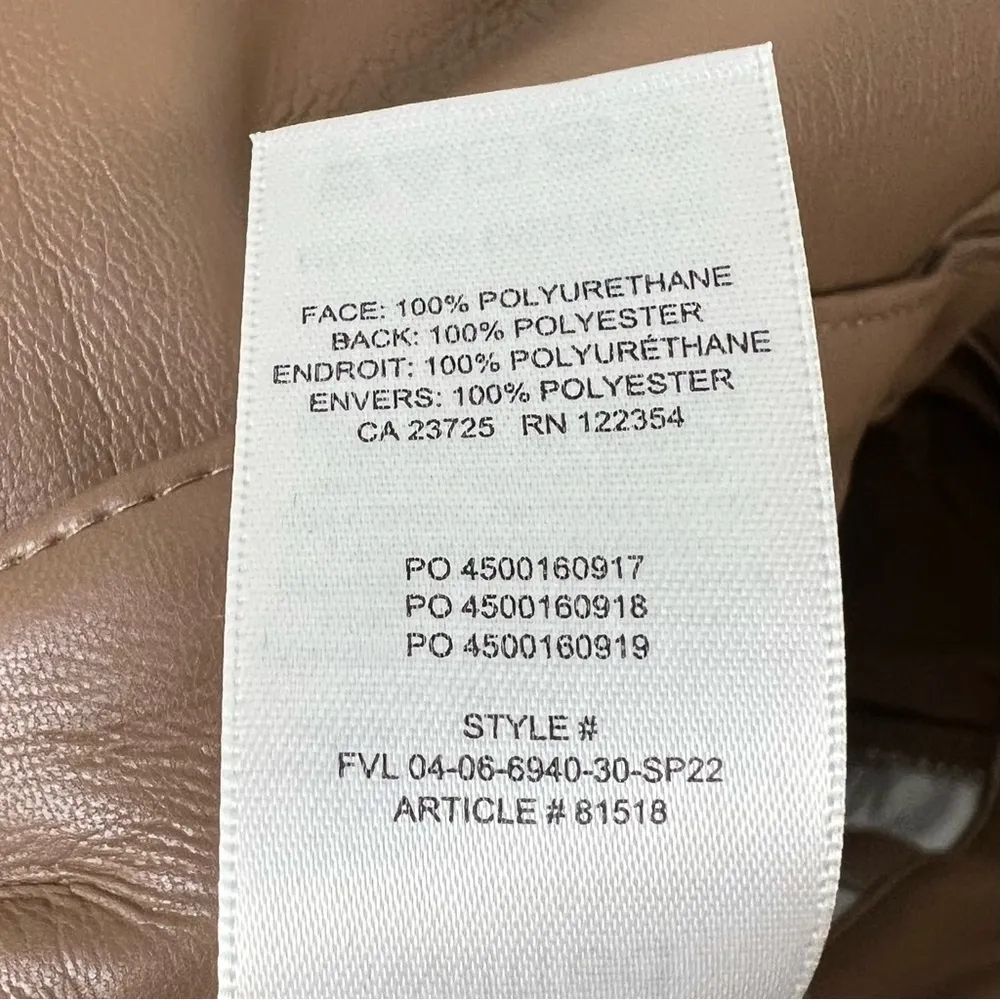 FACE: 100% POLYURETHANE
BACK: 100% POLYESTER
ENDROIT: 100% POLYURÉTHANE
ENVERS: 100% POLYESTER
CA 23725 RN 122354
PO 4500160917
PO 4500160918
PO 4500160919
STYLE #
FVL 04-06-6940-30-SP22
ARTICLE # 81518